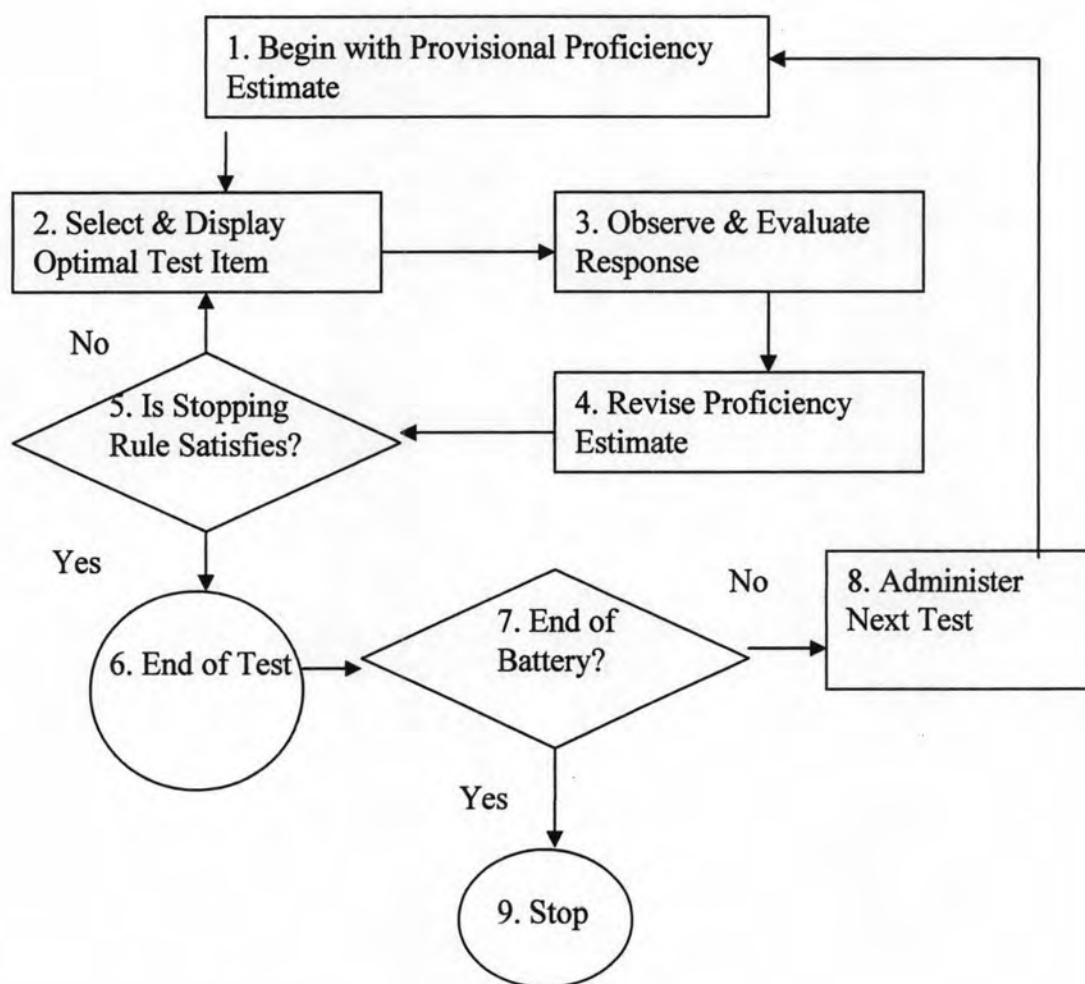 1. Begin with Provisional Proficiency
Estimate
2. Select & Display
Optimal Test Item
3. Observe & Evaluate
Response
No
5. Is Stopping
Rule Satisfies?
4. Revise Proficiency
Estimate
Yes
6. End of Test
7. End of
Battery?
No
8. Administer
Next Test
Yes
9. Stop